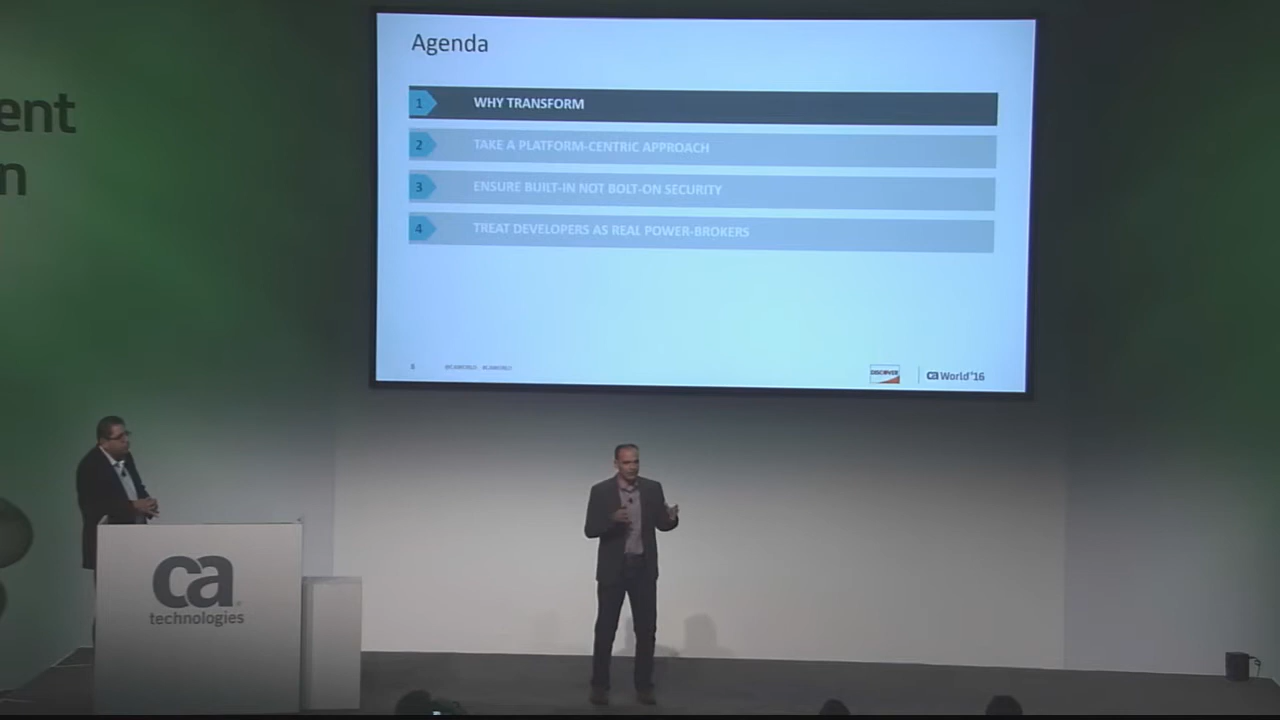 ent
n
Agenda
1 WHY TRANSFORM
2 TAKE A PLATFORM-CENTRIC APPROACH
3 ENSURE BUILT-IN NOT BOLT-ON SECURITY
4 TREAT DEVELOPERS AS REAL POWER-BROKERS
DISCOVER
ca World '16
ca
technologies